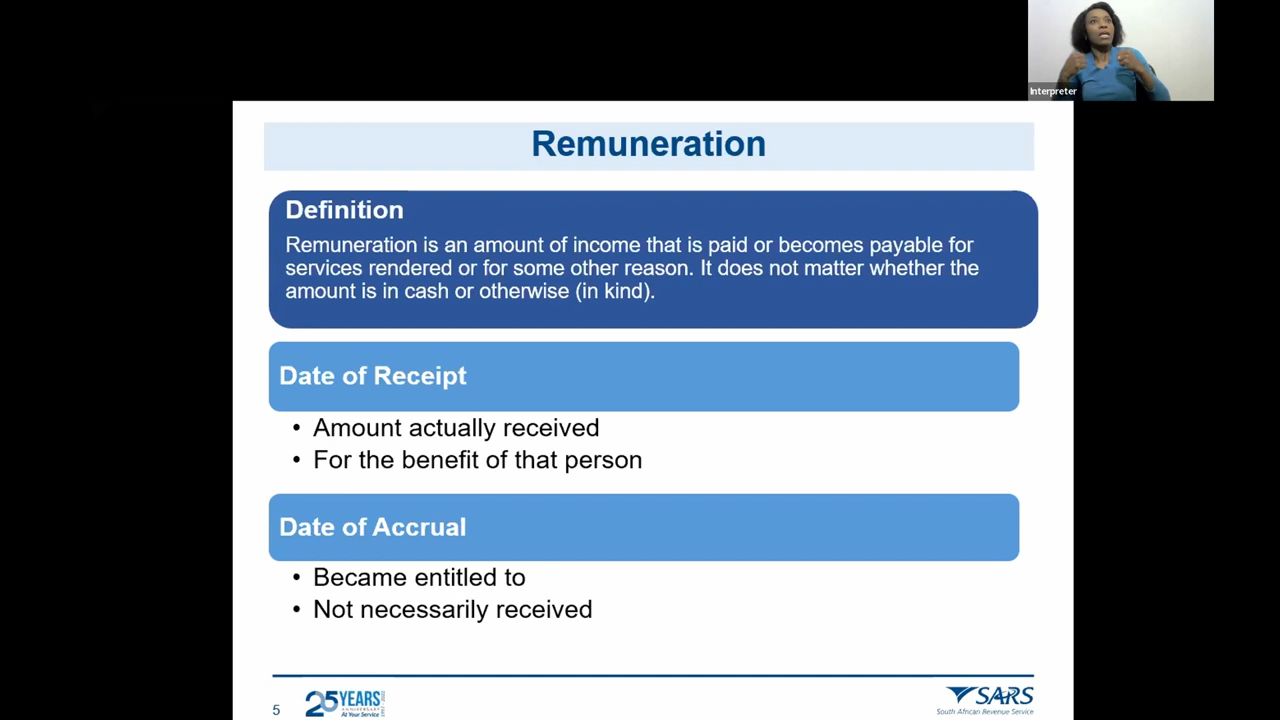 Interpreter
Remuneration
Definition
Remuneration is an amount of income that is paid or becomes payable for
services rendered or for some other reason. It does not matter whether the
amount is in cash or otherwise (in kind).
Date of Receipt
• Amount actually received
• For the benefit of that person
Date of Accrual
• Became entitled to
• Not necessarily received
5
25 YEARS
ANNIVERSARY
At Your Service
SARS
South African Revenue Service